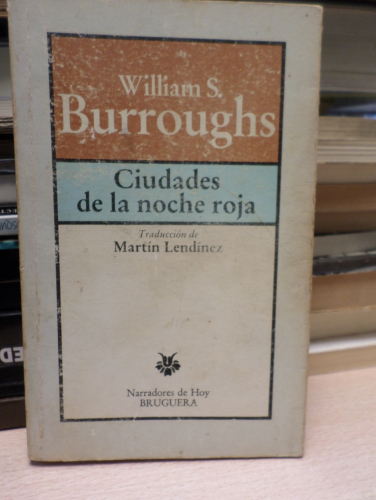 William S.
Burroughs
Ciudades
de la noche roja
Traducción de
Martín Lendínez
Narradores de Hoy
BRUGUERA